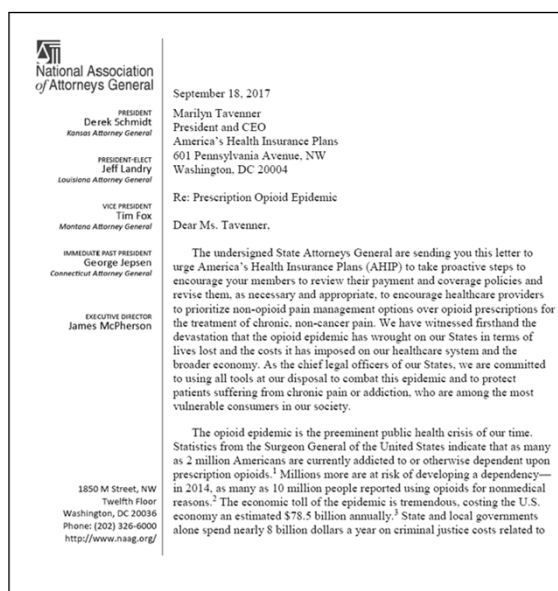 National Association
of Attorneys General
PRESIDENT
Derek Schmidt
Kansas Attorney General
PRESIDENT-ELECT
Jeff Landry
Louisiana Attorney General
VICE PRESIDENT
Tim Fox
Montana Attorney General
IMMEDIATE PAST PRESIDENT
George Jepsen
Connecticut Attorney General
EXECUTIVE DIRECTOR
James McPherson
1850 M Street, NW
Twelfth Floor
Washington, DC 20036
Phone: (202) 326-6000
http://www.naag.org/
September 18, 2017
Marilyn Tavenner
President and CEO
America's Health Insurance Plans
601 Pennsylvania Avenue, NW
Washington, DC 20004
Re: Prescription Opioid Epidemic
Dear Ms. Tavenner,
The undersigned State Attorneys General are sending you this letter to
urge America's Health Insurance Plans (AHIP) to take proactive steps to
encourage your members to review their payment and coverage policies and
revise them, as necessary and appropriate, to encourage healthcare providers
to prioritize non-opioid pain management options over opioid prescriptions for
the treatment of chronic, non-cancer pain. We have witnessed firsthand the
devastation that the opioid epidemic has wrought on our States in terms of
lives lost and the costs it has imposed on our healthcare system and the
broader economy. As the chief legal officers of our States, we are committed
to using all tools at our disposal to combat this epidemic and to protect
patients suffering from chronic pain or addiction, who are among the most
vulnerable consumers in our society.
The opioid epidemic is the preeminent public health crisis of our time.
Statistics from the Surgeon General of the United States indicate that as many
as 2 million Americans are currently addicted to or otherwise dependent upon
prescription opioids.1 Millions more are at risk of developing a dependency—
in 2014, as many as 10 million people reported using opioids for nonmedical
reasons.2 The economic toll of the epidemic is tremendous, costing the U.S.
economy an estimated $78.5 billion annually.3 State and local governments
alone spend nearly 8 billion dollars a year on criminal justice costs related to